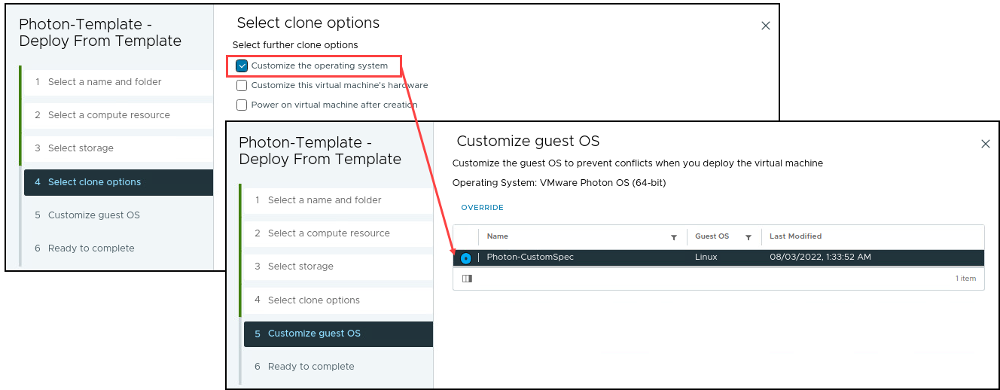 Photon-Template -
Deploy From Template
1 Select a name and folder
2 Select a compute resource
3 Select storage
4 Select clone options
5 Customize guest OS
6 Ready to complete
Select clone options
Select further clone options
Customize the operating system
Customize this virtual machine's hardware
Power on virtual machine after creation
Photon-Template -
Deploy From Template
1 Select a name and folder
2 Select a compute resource
3 Select storage
4 Select clone options
5 Customize guest OS
6 Ready to complete
Customize guest OS
Customize the guest OS to prevent conflicts when you deploy the virtual machine
Operating System: VMware Photon OS (64-bit)
OVERRIDE
Name Guest OS Last Modified
Photon-CustomSpec Linux 08/03/2022, 1:33:52 AM
1 item